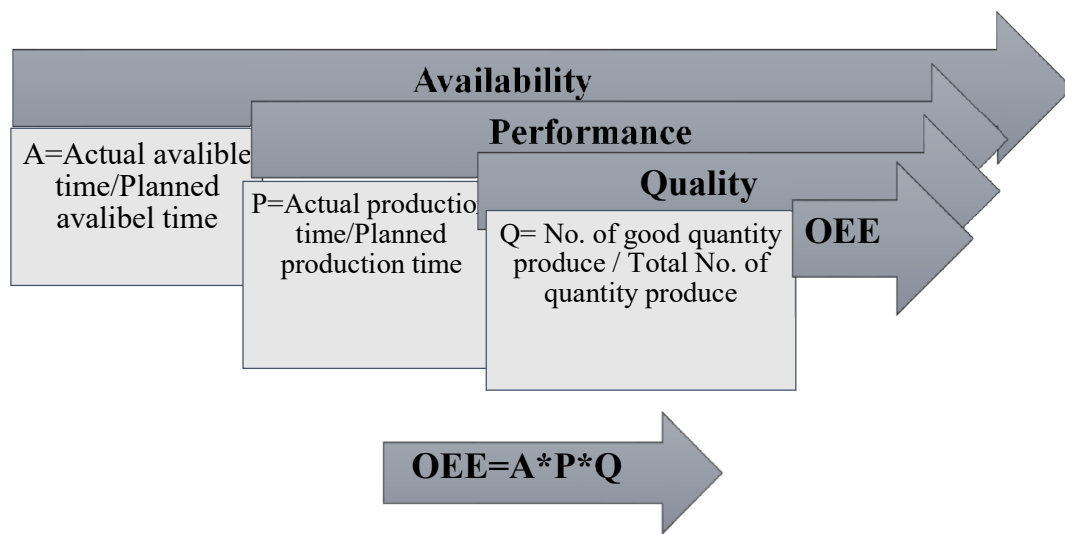 Availability
A=Actual avalible
time/Planned
avalibel time
Performance
P=Actual productio
time/Planned
production time
Quality
Q= No. of good quantity
produce / Total No. of
quantity produce
OEE
OEE=A*P*Q